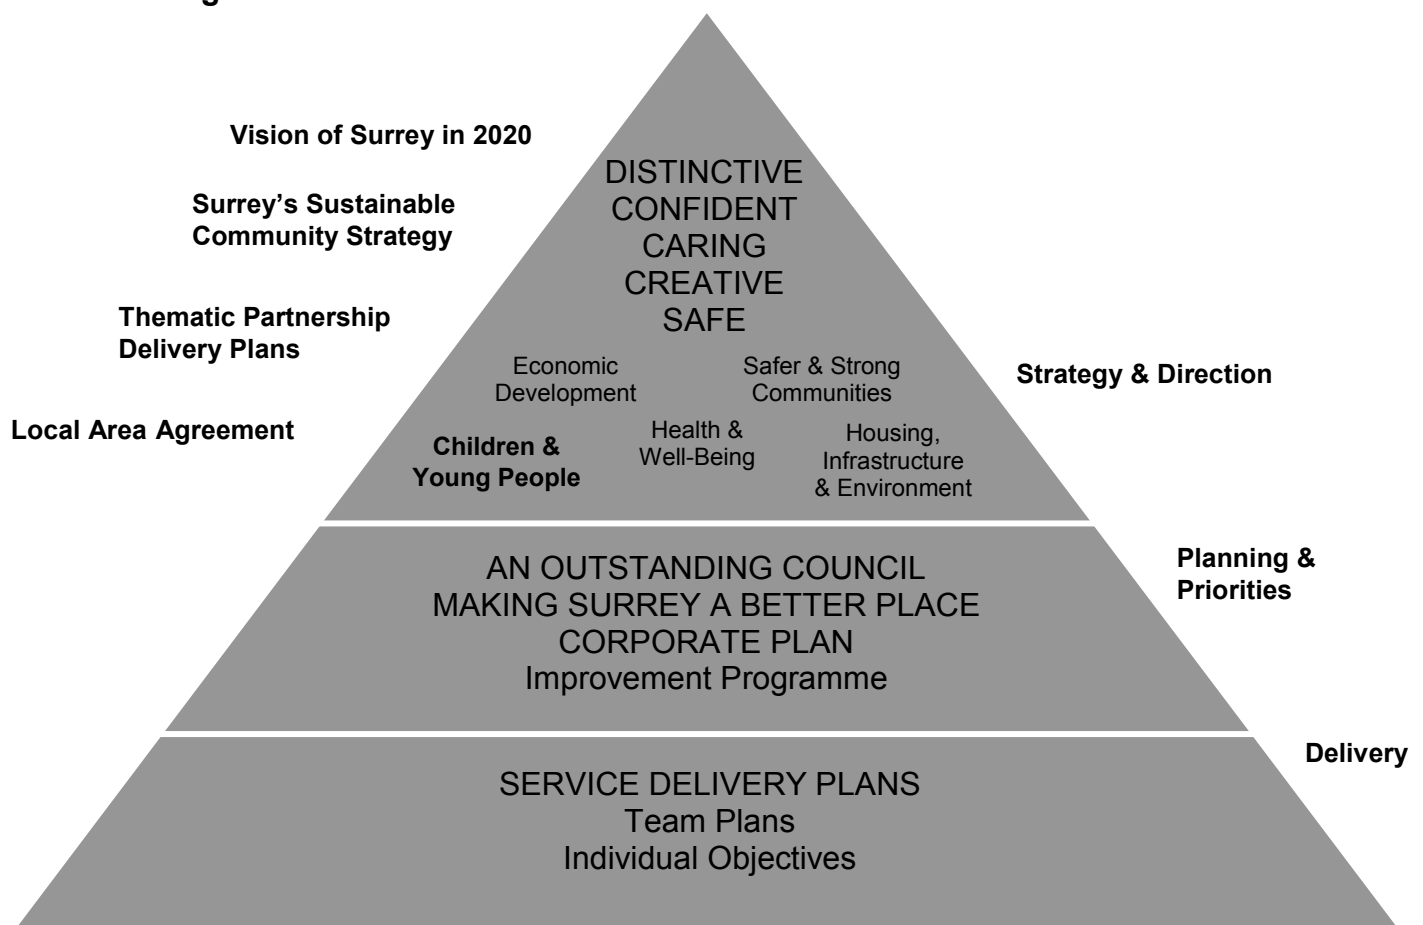 Vision of Surrey in 2020
Surrey’s Sustainable
Community Strategy
Thematic Partnership
Delivery Plans
Local Area Agreement
DISTINCTIVE
CONFIDENT
CARING
CREATIVE
SAFE
Economic
Development
Safer & Strong
Communities
Children &
Young People
Health &
Well-Being
Housing,
Infrastructure
& Environment
Strategy & Direction
AN OUTSTANDING COUNCIL
MAKING SURREY A BETTER PLACE
CORPORATE PLAN
Improvement Programme
Planning &
Priorities
SERVICE DELIVERY PLANS
Team Plans
Individual Objectives
Delivery